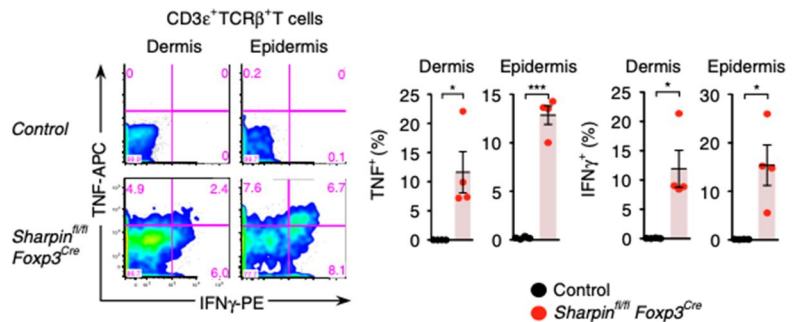 CD3ε⁺TCRβ⁺T cells
Dermis Epidermis
Control
0 0
0
0.2 0
0.1
Sharpin^fl/fl
Foxp3^Cre
4.9 2.4
6.0
7.6 6.7
8.1
TNF-APC
IFNγ-PE
Dermis
*
TNF⁺ (%)
25
20
15
10
5
0
Epidermis
***
15
10
5
0
Dermis
*
IFNγ⁺ (%)
25
20
15
10
5
0
Epidermis
*
30
20
10
0
Control
Sharpin^fl/fl Foxp3^Cre